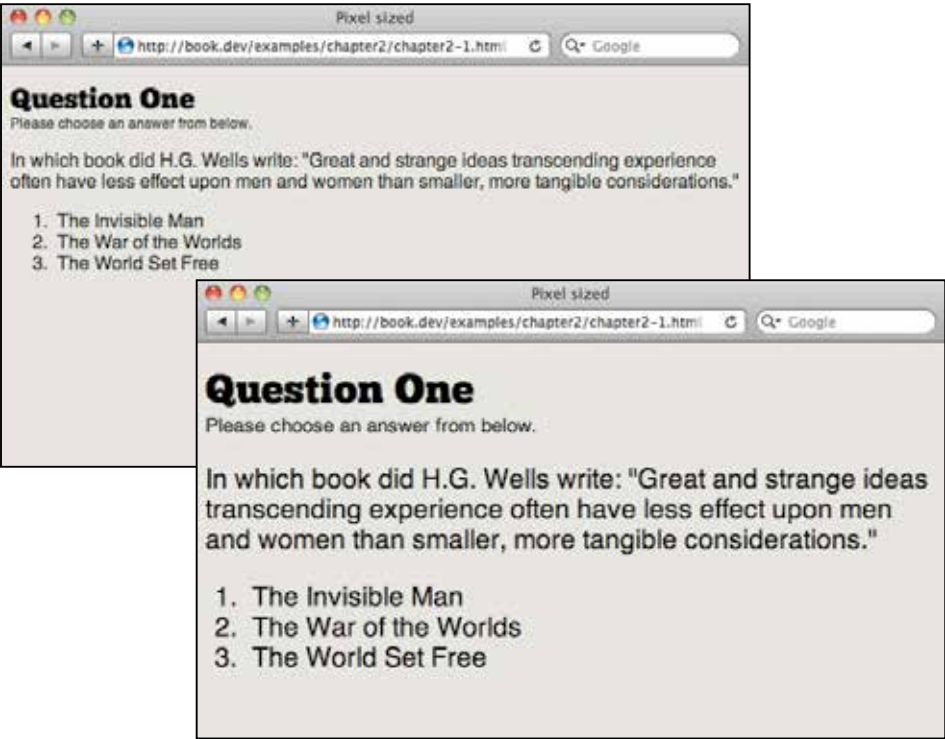 Pixel sized
http://book.dev/examples/chapter2/chapter2-1.html
Google
Question One
Please choose an answer from below.
In which book did H.G. Wells write: "Great and strange ideas transcending experience
often have less effect upon men and women than smaller, more tangible considerations."
1. The Invisible Man
2. The War of the Worlds
3. The World Set Free
Pixel sized
http://book.dev/examples/chapter2/chapter2-1.html
Google
Question One
Please choose an answer from below.
In which book did H.G. Wells write: "Great and strange ideas
transcending experience often have less effect upon men
and women than smaller, more tangible considerations."
1. The Invisible Man
2. The War of the Worlds
3. The World Set Free